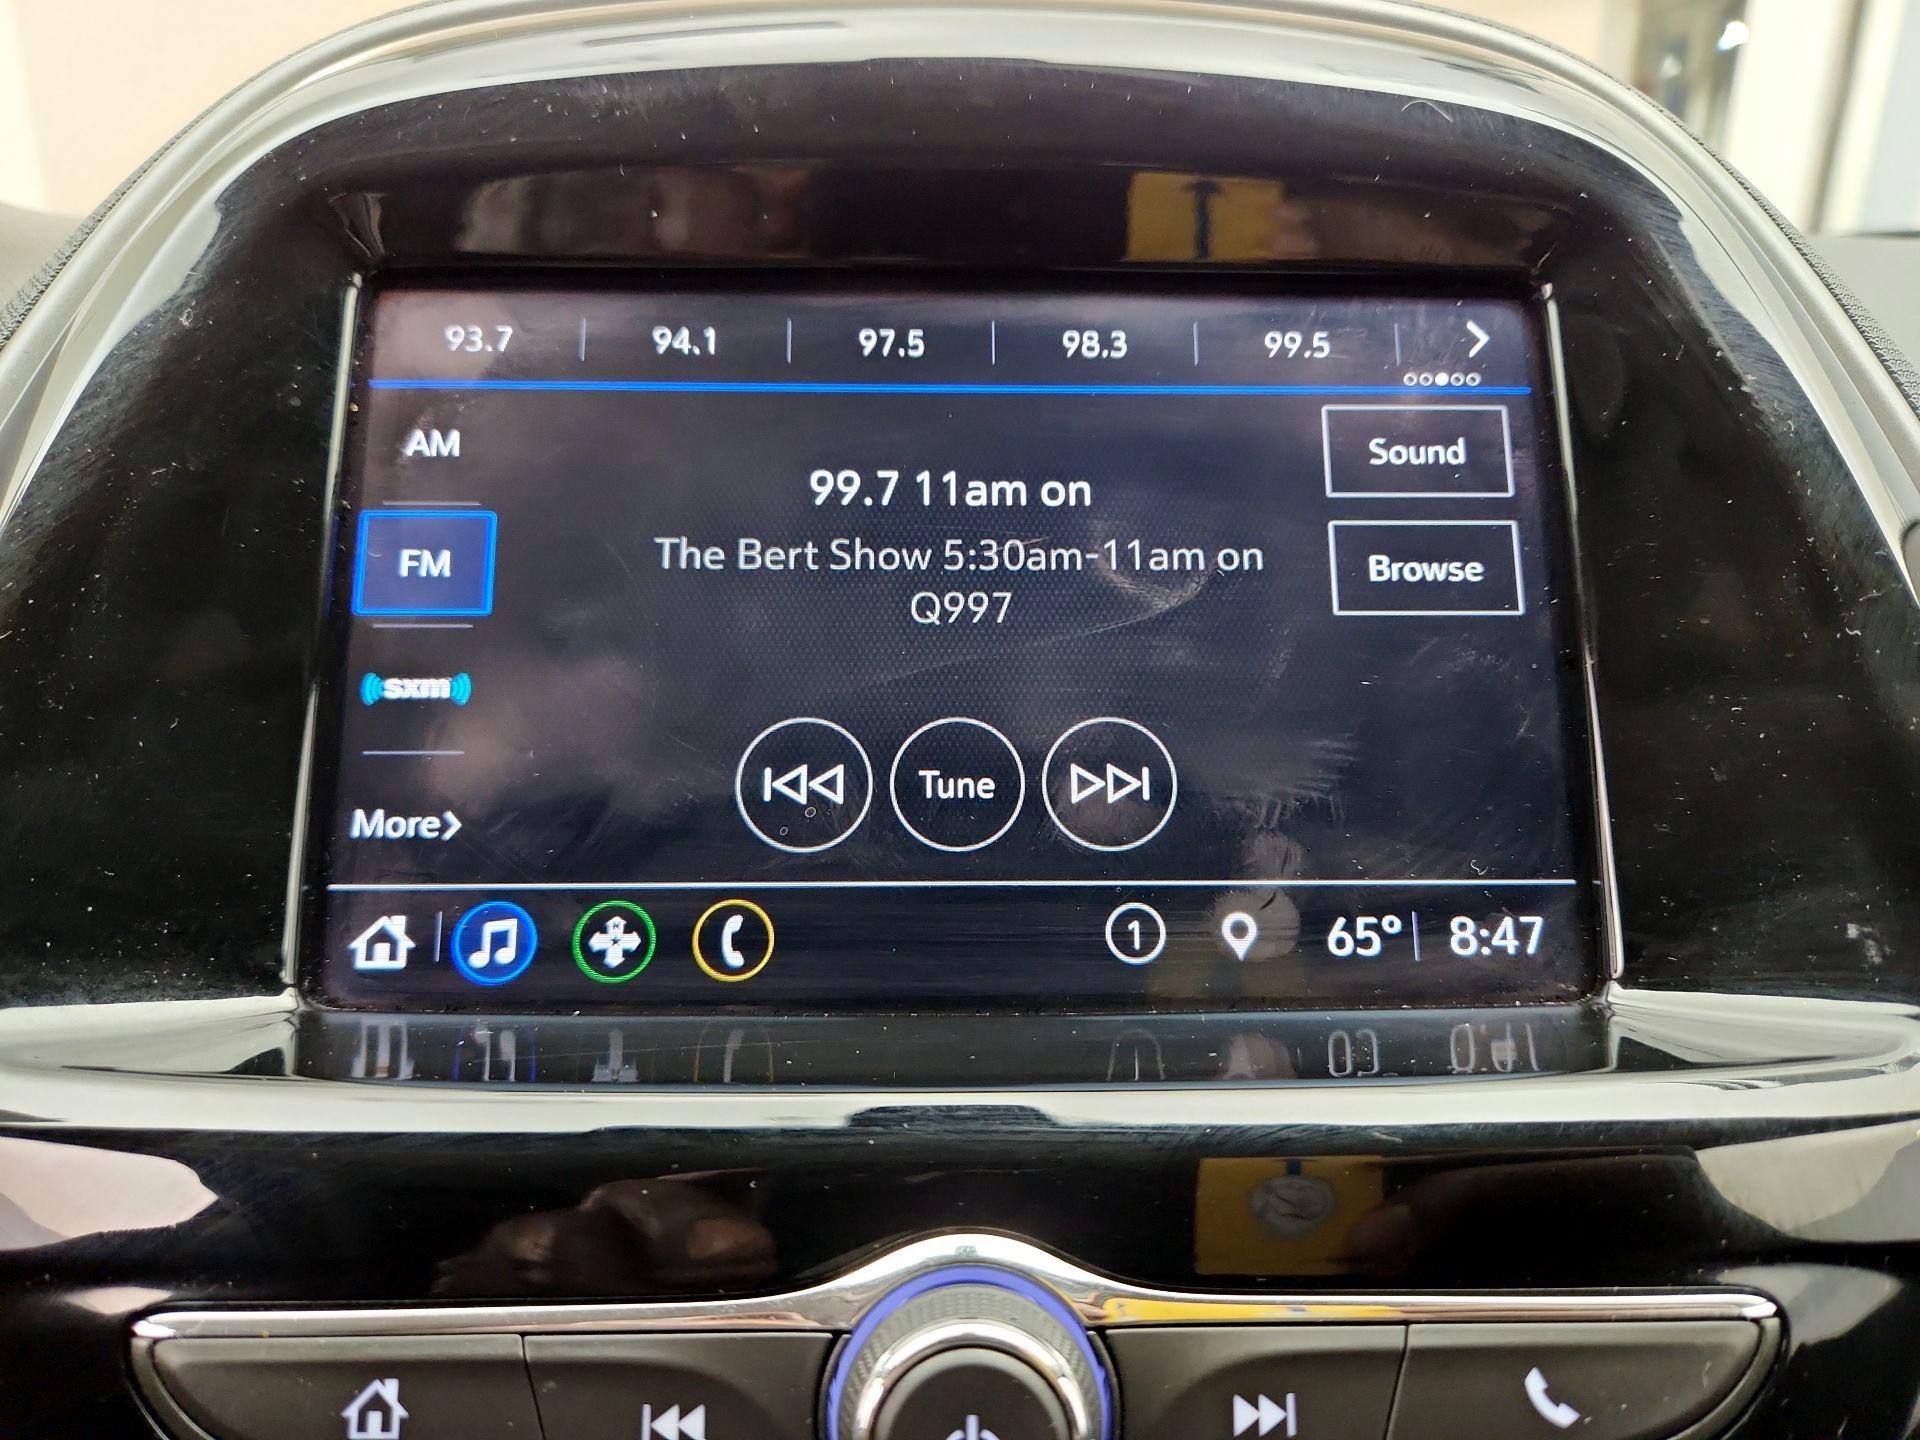 93.7 94.1 97.5 98.3 99.5
AM
Sound
99.7 11am on
The Bert Show 5:30am-11am on
Q997
FM
Browse
sxm
Tune
More
1 65° 8:47